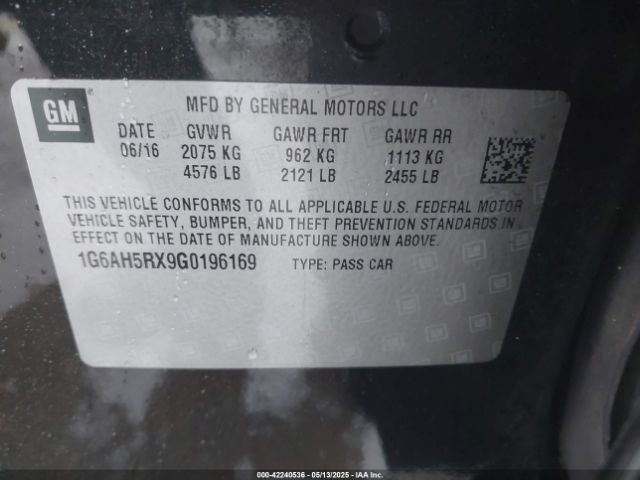 GM
MFD BY GENERAL MOTORS LLC
DATE GVWR GAWR FRT GAWR RR
06/16 2075 KG 962 KG 1113 KG
4576 LB 2121 LB 2455 LB
THIS VEHICLE CONFORMS TO ALL APPLICABLE U.S. FEDERAL MOTOR
VEHICLE SAFETY, BUMPER, AND THEFT PREVENTION STANDARDS IN
EFFECT ON THE DATE OF MANUFACTURE SHOWN ABOVE.
1G6AH5RX9G0196169 TYPE: PASS CAR
000-42240536 - 05/13/2025 - IAA Inc.